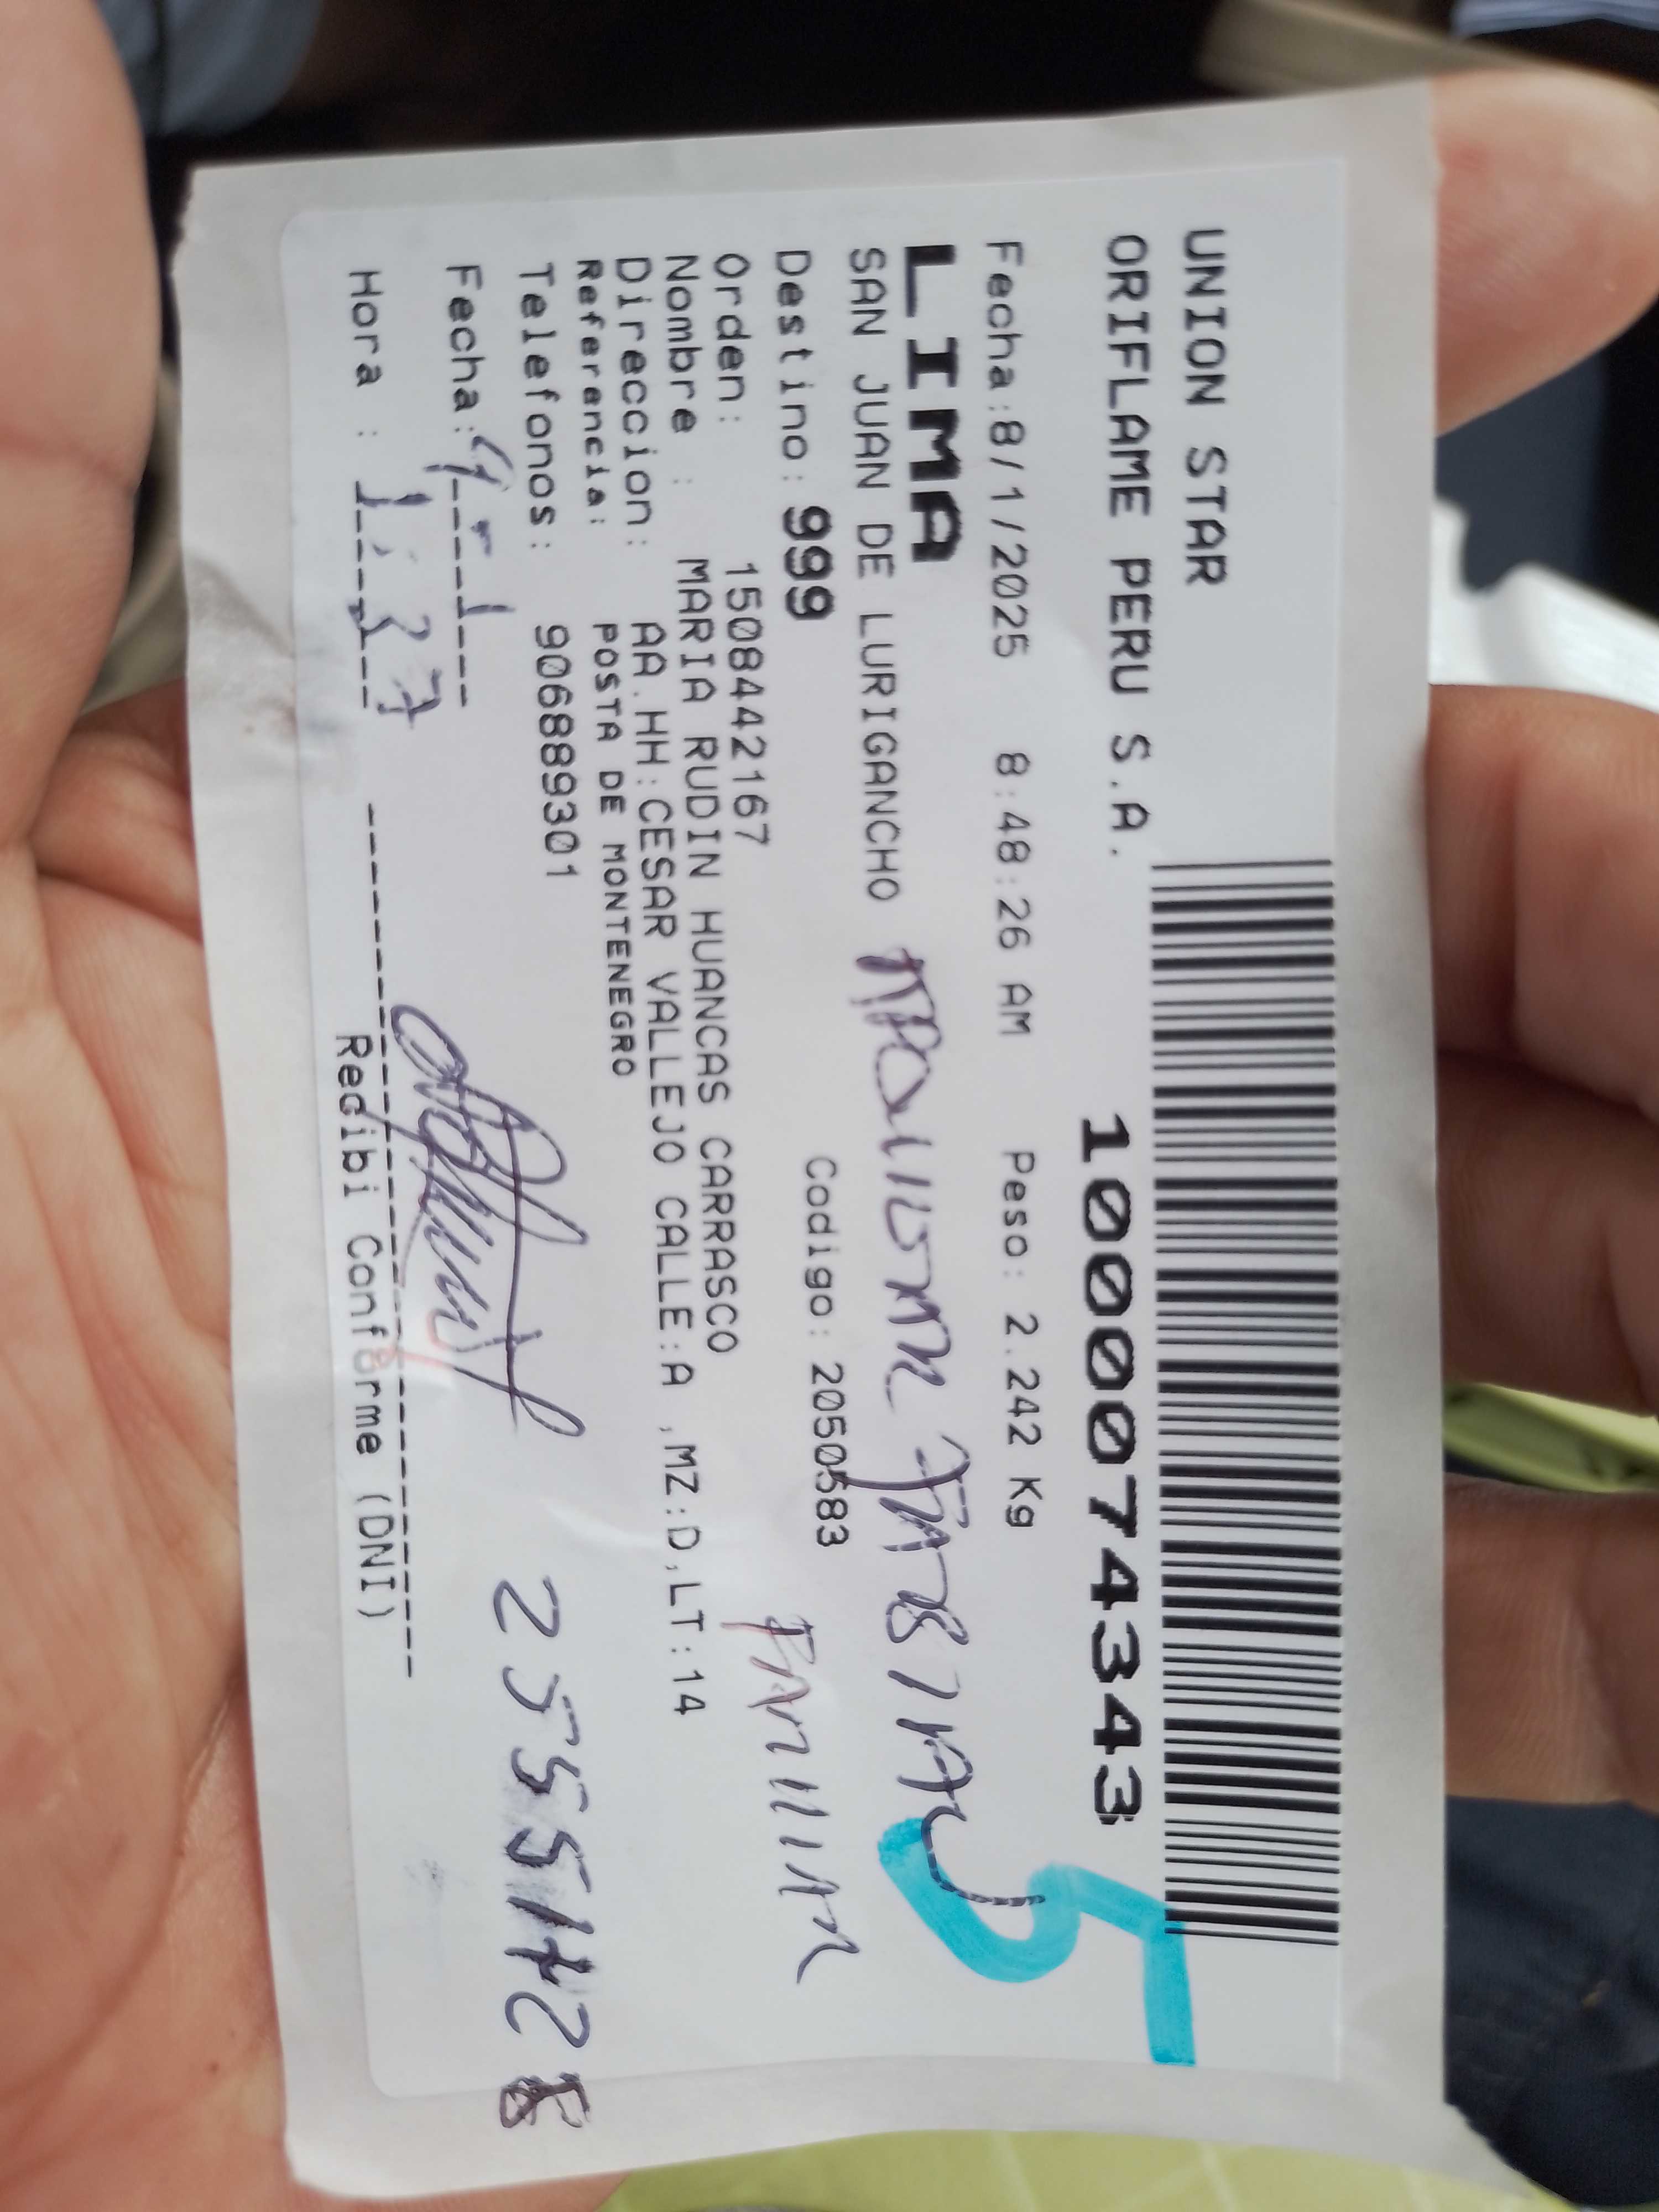 UNION STAR
ORIFLAME PERU S.A.
1000074343
5
Fecha:8/1/2025 8:48:26 AM Peso: 2.242 Kg
LIMA
SAN JUAN DE LURIGANCHO
Destino: 999 Codigo: 2050583
Orden: 1508442167
Nombre : MARIA RUDIN HUANCAS CARRASCO
Direccion: AA.HH:CESAR VALLEJO CALLE:A ,MZ:D,LT:14
Referencia: POSTA DE MONTENEGRO
Telefonos: 906889301
Fecha:
Hora :
Recibi Conforme (DNI)